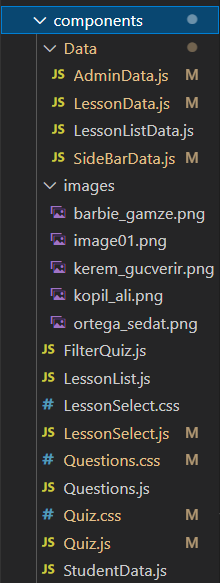 components
Data
JS AdminData.js M
JS LessonData.js M
JS LessonListData.js
JS SideBarData.js M
images
barbie_gamze.png
image01.png
kerem_gucverir.png
kopil_ali.png
ortega_sedat.png
JS FilterQuiz.js
JS LessonList.js
# LessonSelect.css
JS LessonSelect.js M
# Questions.css M
JS Questions.js
# Quiz.css M
JS Quiz.js M
JS StudentData.js